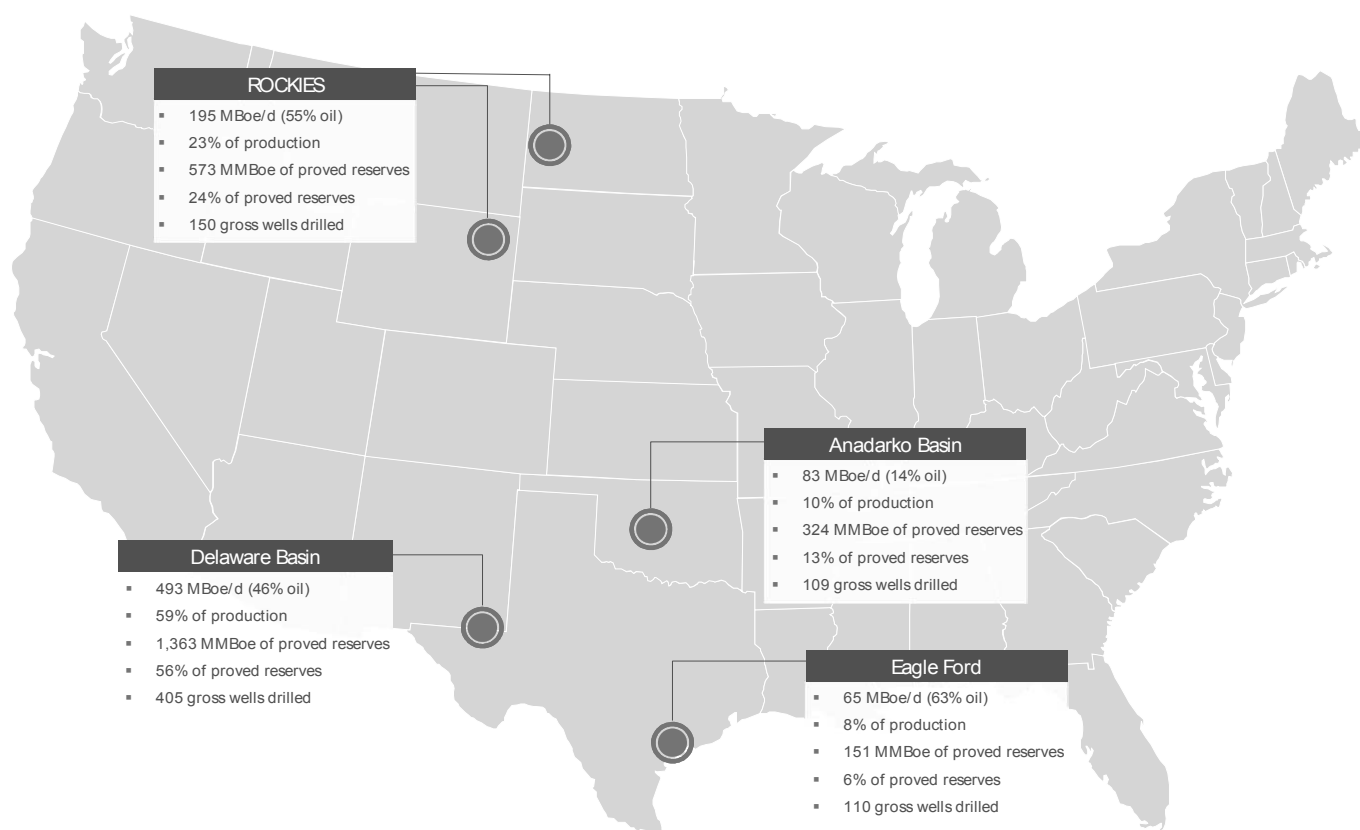 ROCKIES
▪ 195 MBoe/d (55% oil)
▪ 23% of production
▪ 573 MMBoe of proved reserves
▪ 24% of proved reserves
▪ 150 gross wells drilled
Anadarko Basin
▪ 83 MBoe/d (14% oil)
▪ 10% of production
▪ 324 MMBoe of proved reserves
▪ 13% of proved reserves
▪ 109 gross wells drilled
Delaware Basin
▪ 493 MBoe/d (46% oil)
▪ 59% of production
▪ 1,363 MMBoe of proved reserves
▪ 56% of proved reserves
▪ 405 gross wells drilled
Eagle Ford
▪ 65 MBoe/d (63% oil)
▪ 8% of production
▪ 151 MMBoe of proved reserves
▪ 6% of proved reserves
▪ 110 gross wells drilled